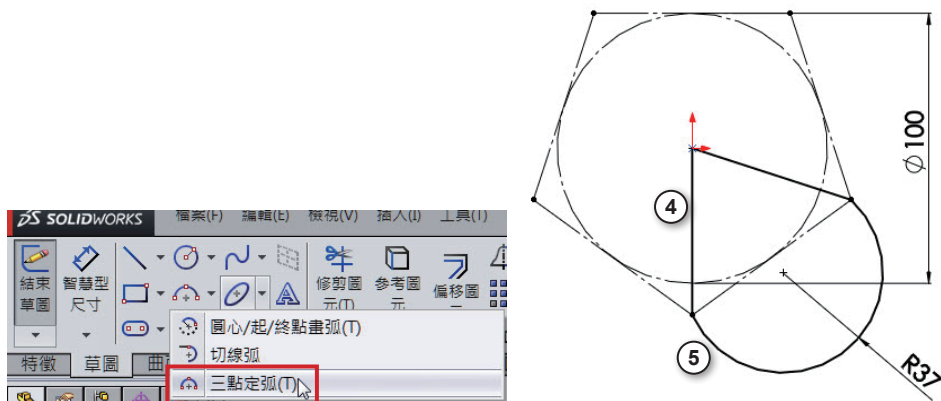 SOLIDWORKS 檔案(F) 編輯(E) 檢視(V) 插入(I) 工具(T)
結束草圖
智慧型尺寸
修剪圖元(T)
參考圖元
偏移圖
圓心/起/終點畫弧(T)
切線弧
三點定弧(T)
特徵 草圖 曲
4
5
⌀100
R37